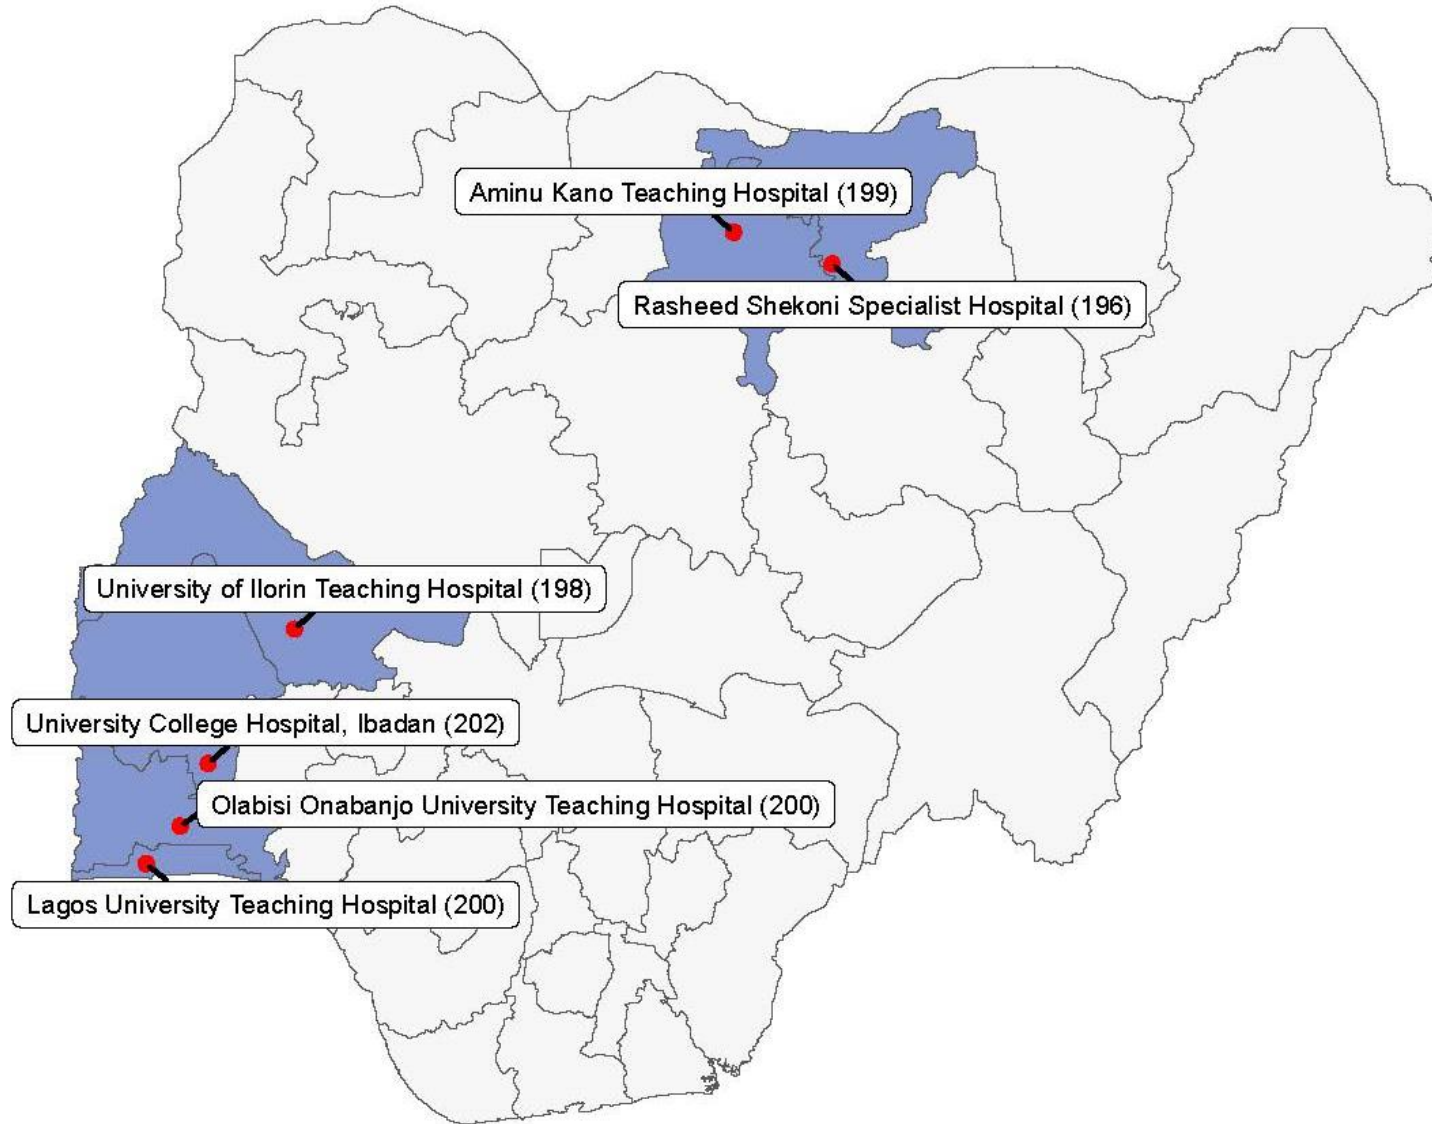 Aminu Kano Teaching Hospital (199)
Rasheed Shekoni Specialist Hospital (196)
University of Ilorin Teaching Hospital (198)
University College Hospital, Ibadan (202)
Olabisi Onabanjo University Teaching Hospital (200)
Lagos University Teaching Hospital (200)